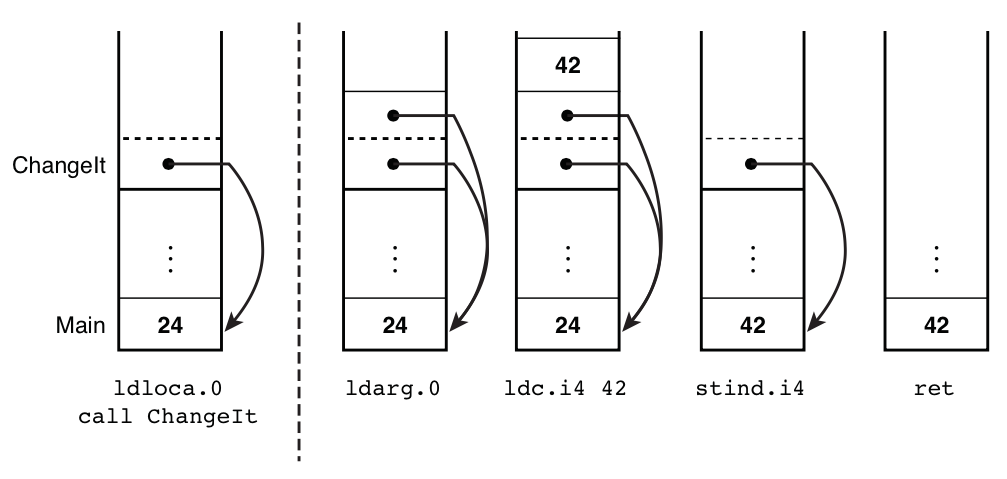 42
ChangeIt
Main
24
24
24
42
42
ldloca.0
call ChangeIt
ldarg.0
ldc.i4 42
stind.i4
ret